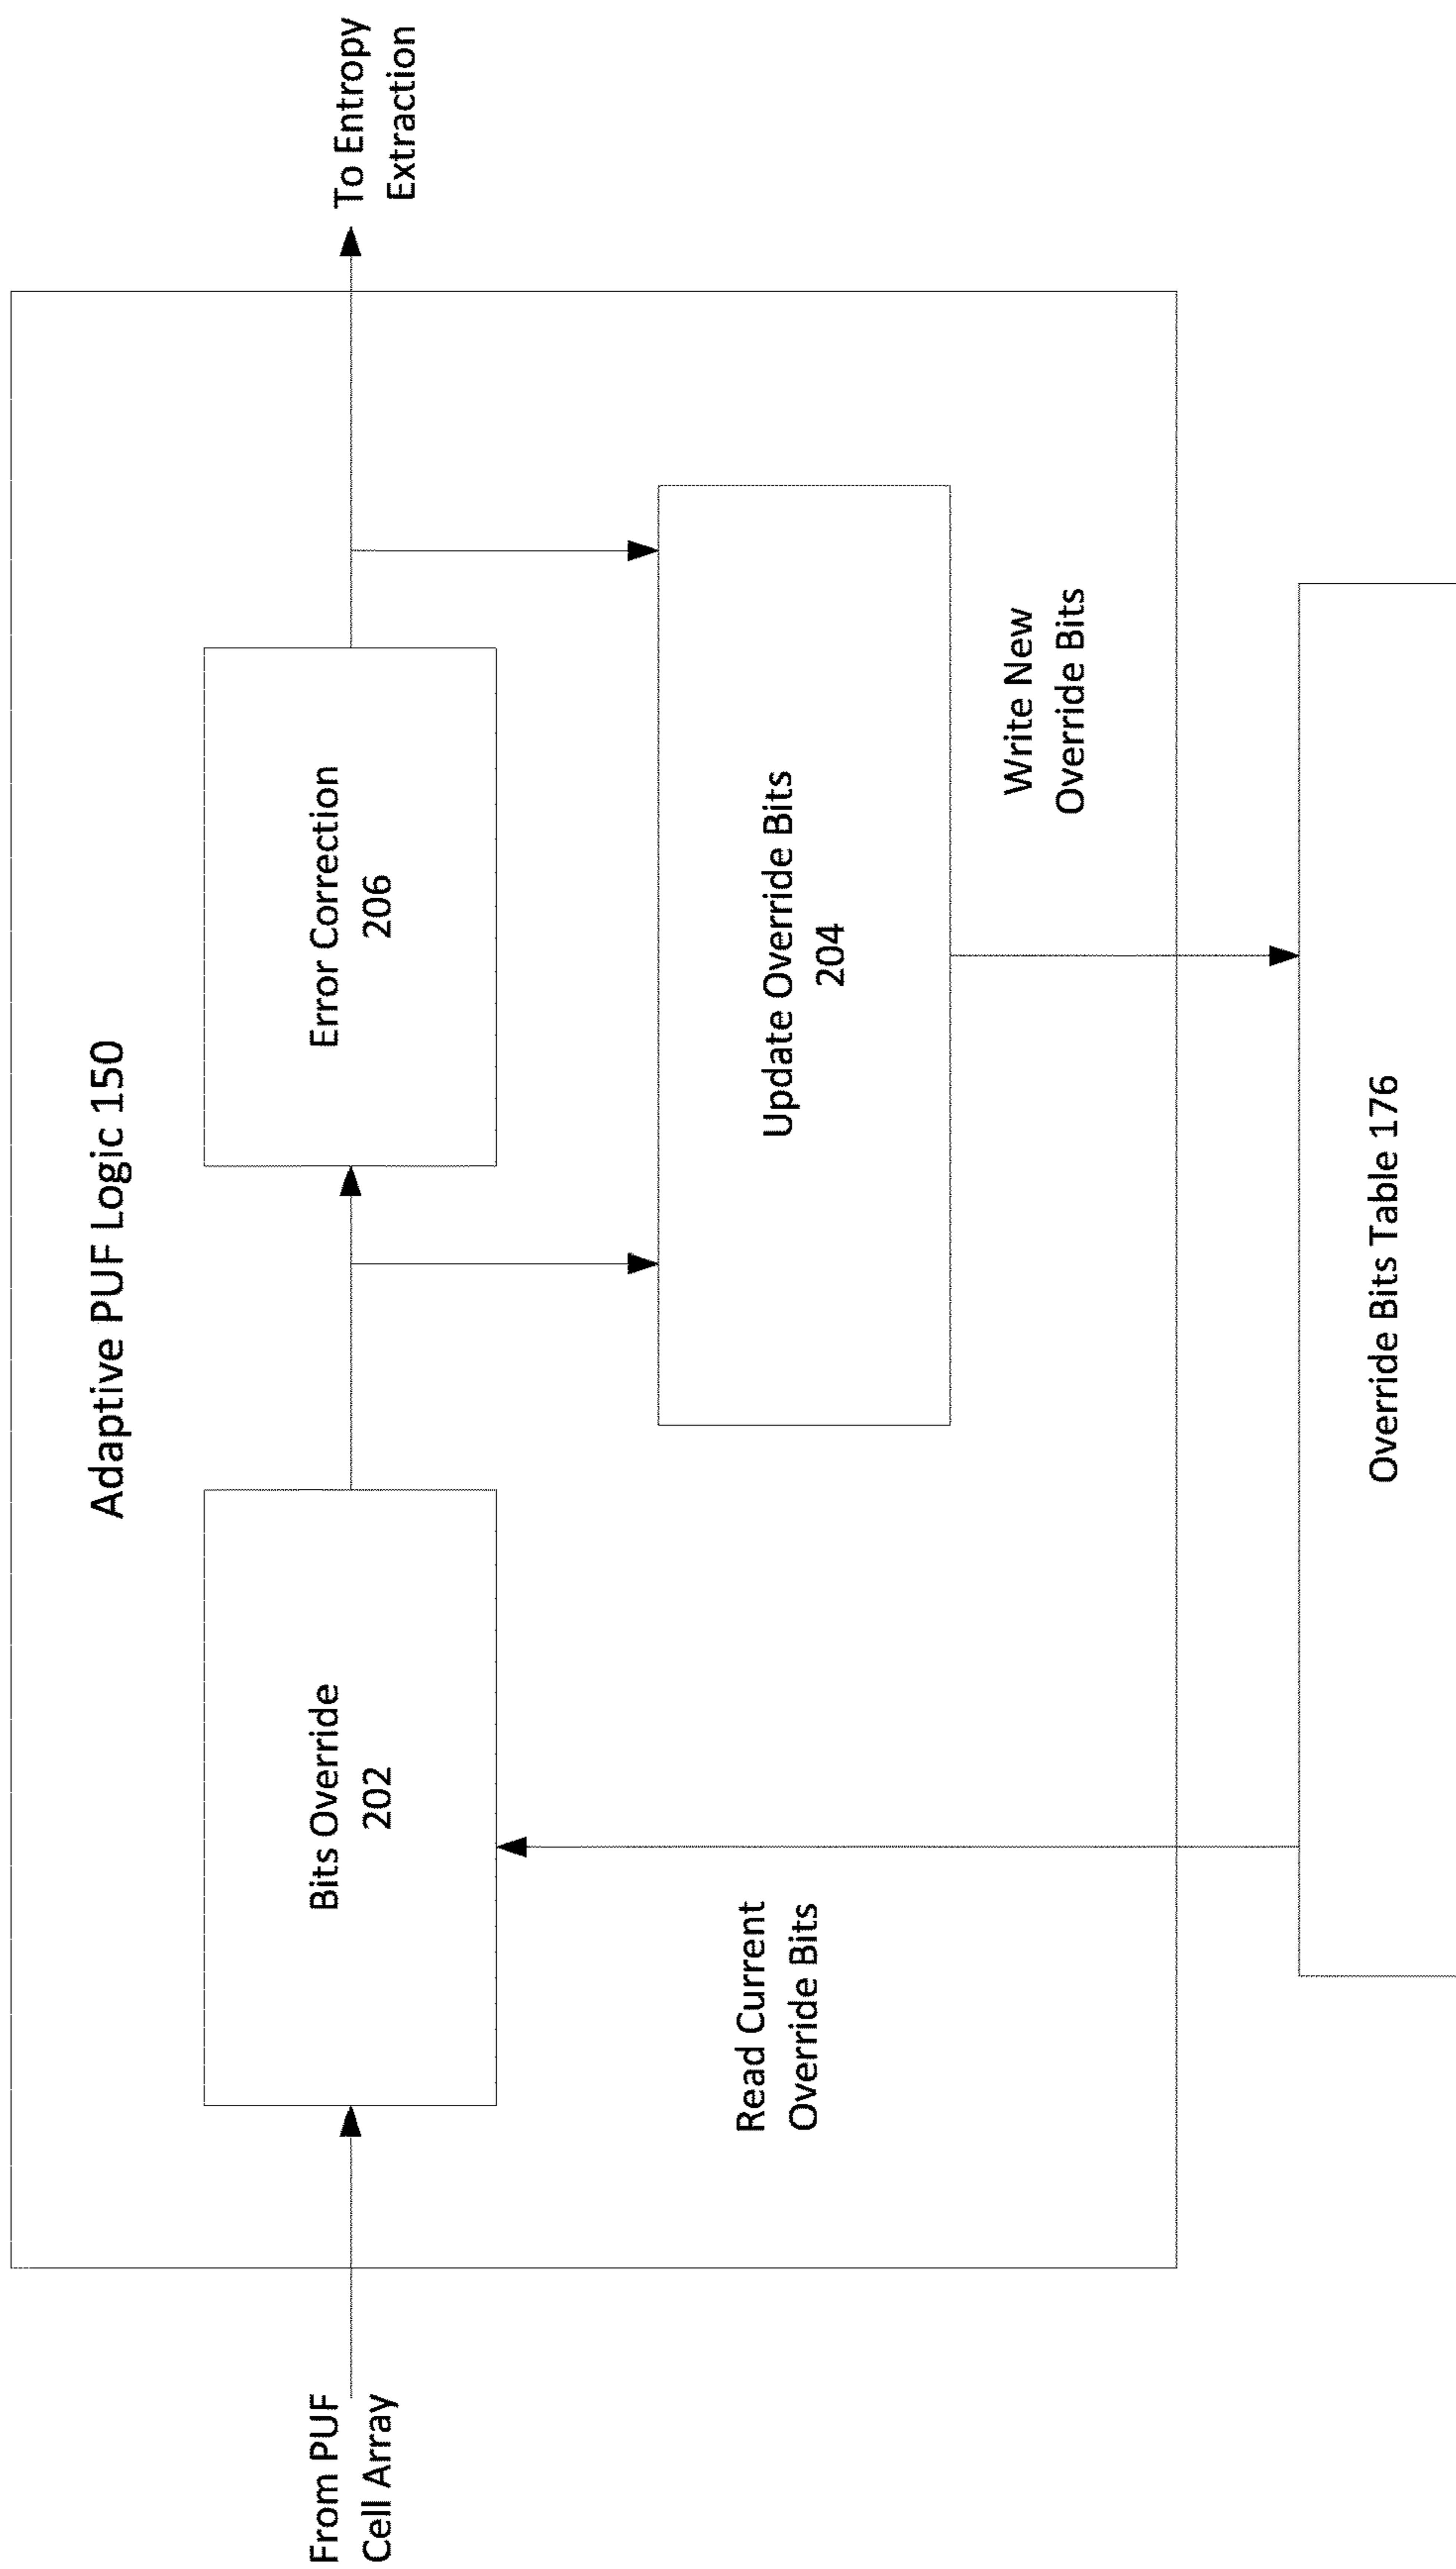 Adaptive PUF Logic 150
From PUF
Cell Array
Bits Override
202
Error Correction
206
To Entropy
Extraction
Update Override Bits
204
Read Current
Override Bits
Write New
Override Bits
Override Bits Table 176